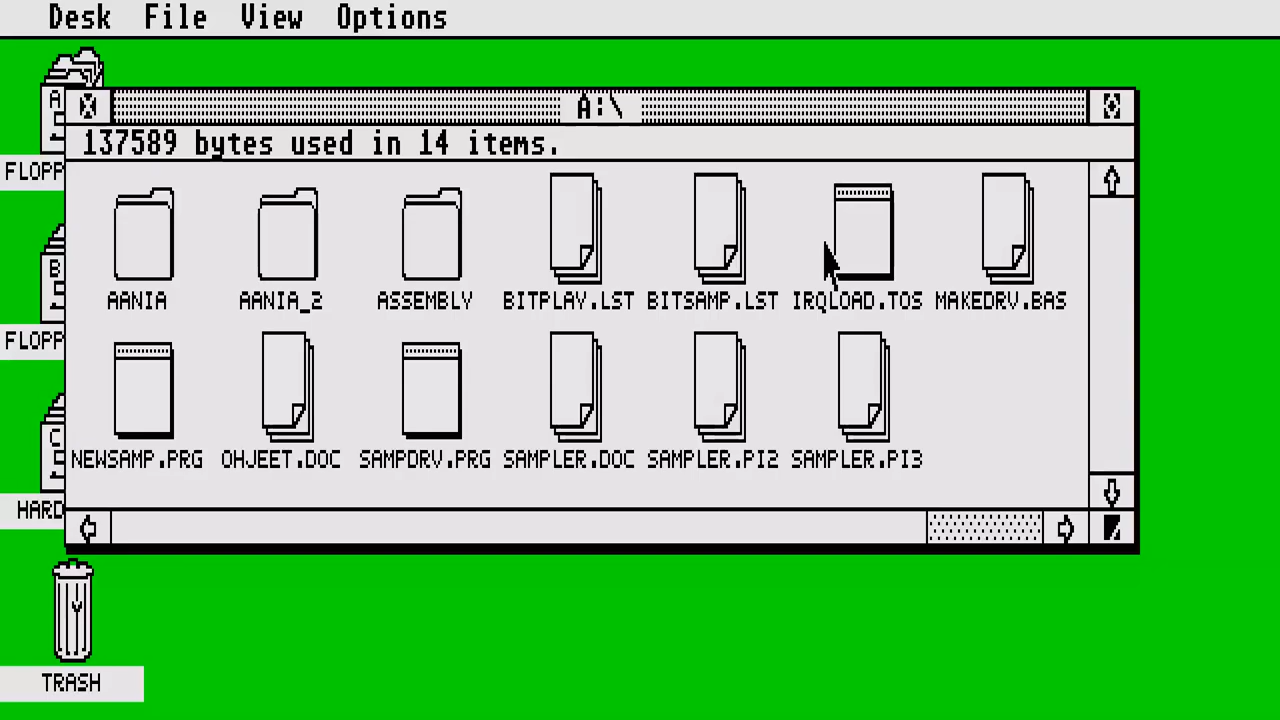 Desk File View Options
A:\
137589 bytes used in 14 items.
A
FLOPP
B
FLOPP
C
HARD
AANIA AANIA_2 ASSEMBLY BITPLAY.LST BITSAMP.LST IRQLOAD.TOS MAKEDRV.BAS
NEWSAMP.PRG OHJEET.DOC SAMPDRV.PRG SAMPLER.DOC SAMPLER.PI2 SAMPLER.PI3
TRASH